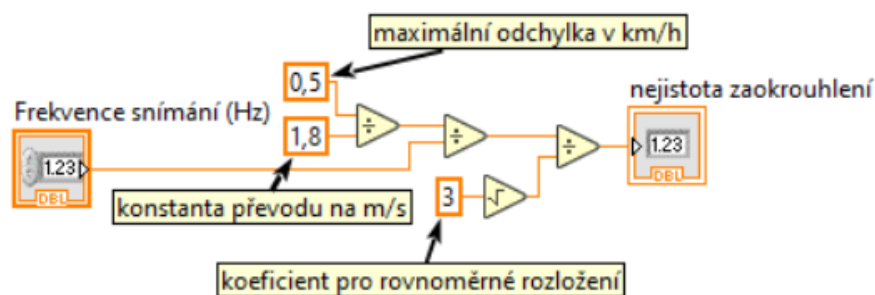 maximální odchylka v km/h
0,5
nejistota zaokrouhlení
Frekvence snímání (Hz)
1,8
÷
÷
÷
1.23
DBL
1.23
DBL
3
√
konstanta převodu na m/s
koeficient pro rovnoměrné rozložení